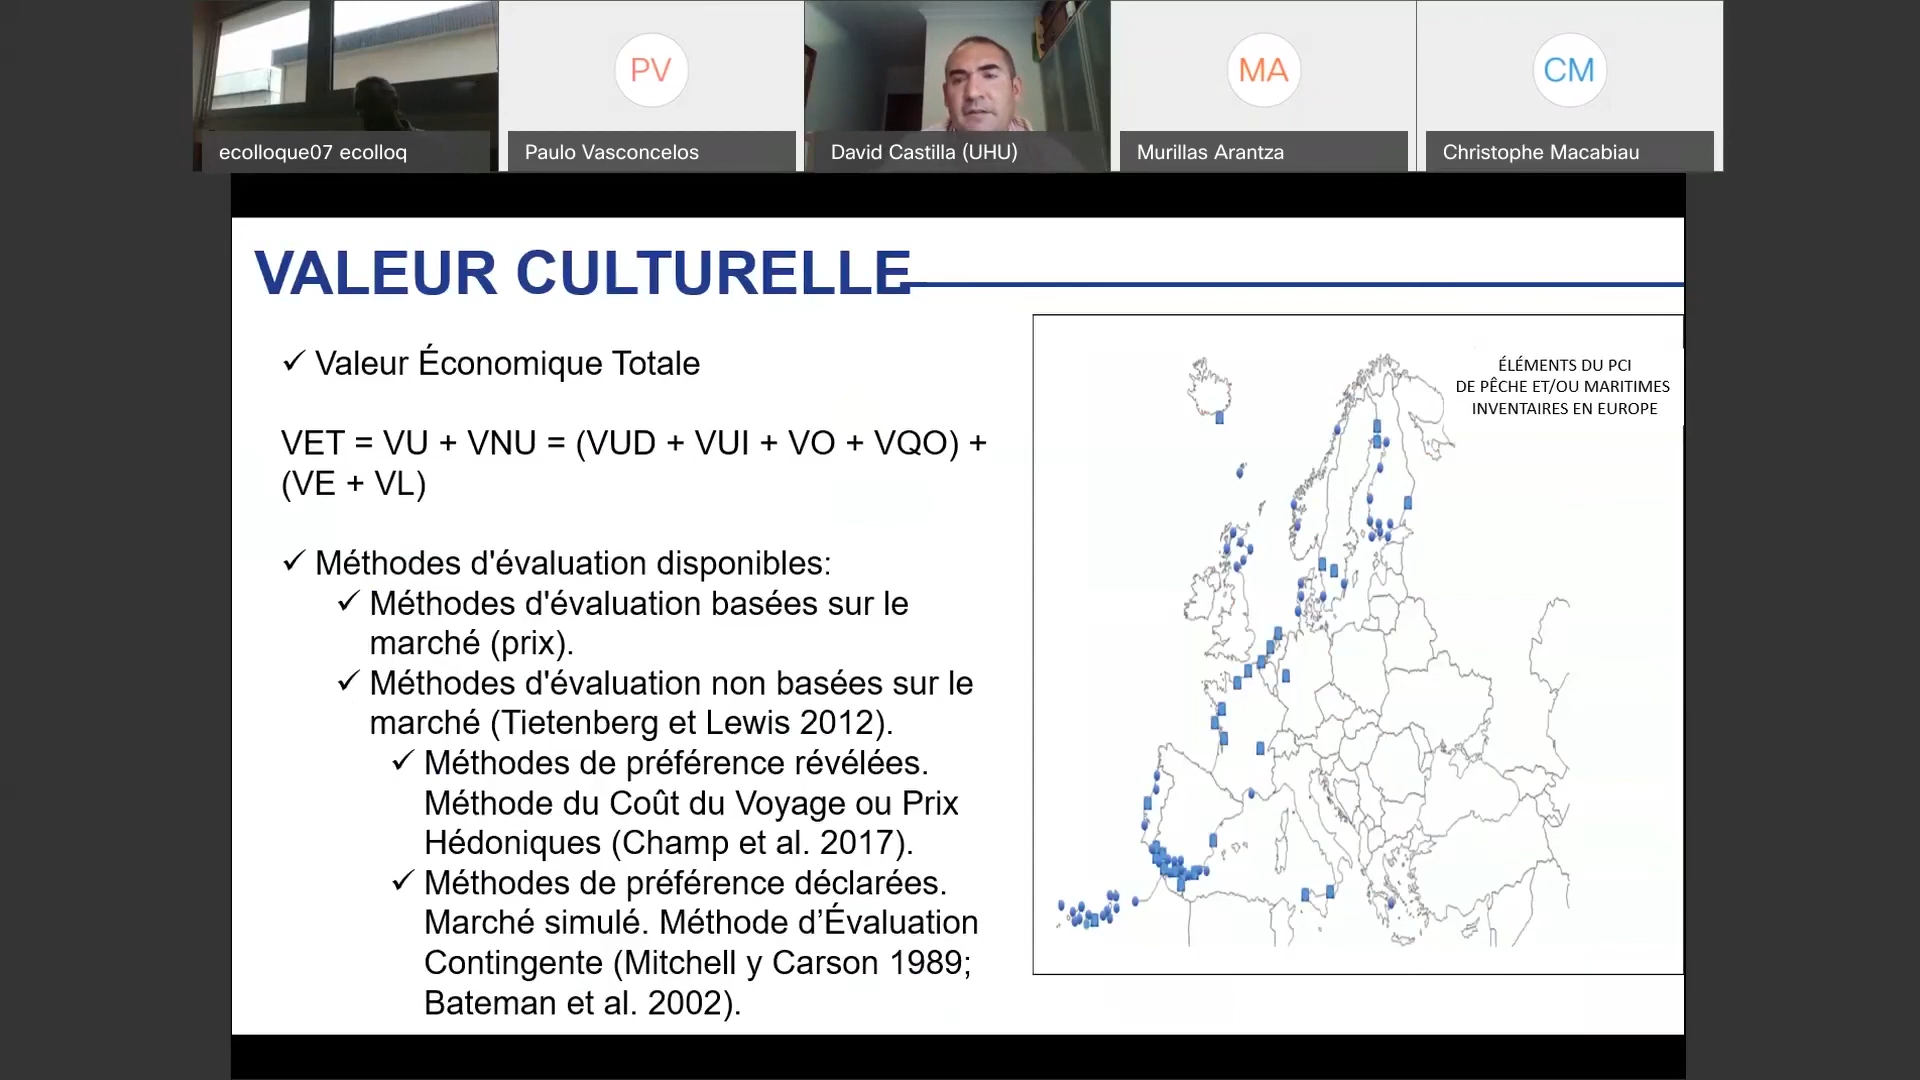 PV
MA
CM
ecolloque07 ecolloq
Paulo Vasconcelos
David Castilla (UHU)
Murillas Arantza
Christophe Macabiau
VALEUR CULTURELLE
✓ Valeur Économique Totale
VET = VU + VNU = (VUD + VUI + VO + VQO) +
(VE + VL)
✓ Méthodes d'évaluation disponibles:
✓ Méthodes d'évaluation basées sur le
marché (prix).
✓ Méthodes d'évaluation non basées sur le
marché (Tietenberg et Lewis 2012).
✓ Méthodes de préférence révélées.
Méthode du Coût du Voyage ou Prix
Hédoniques (Champ et al. 2017).
✓ Méthodes de préférence déclarées.
Marché simulé. Méthode d’Évaluation
Contingente (Mitchell y Carson 1989;
Bateman et al. 2002).
ÉLÉMENTS DU PCI
DE PÊCHE ET/OU MARITIMES
INVENTAIRES EN EUROPE